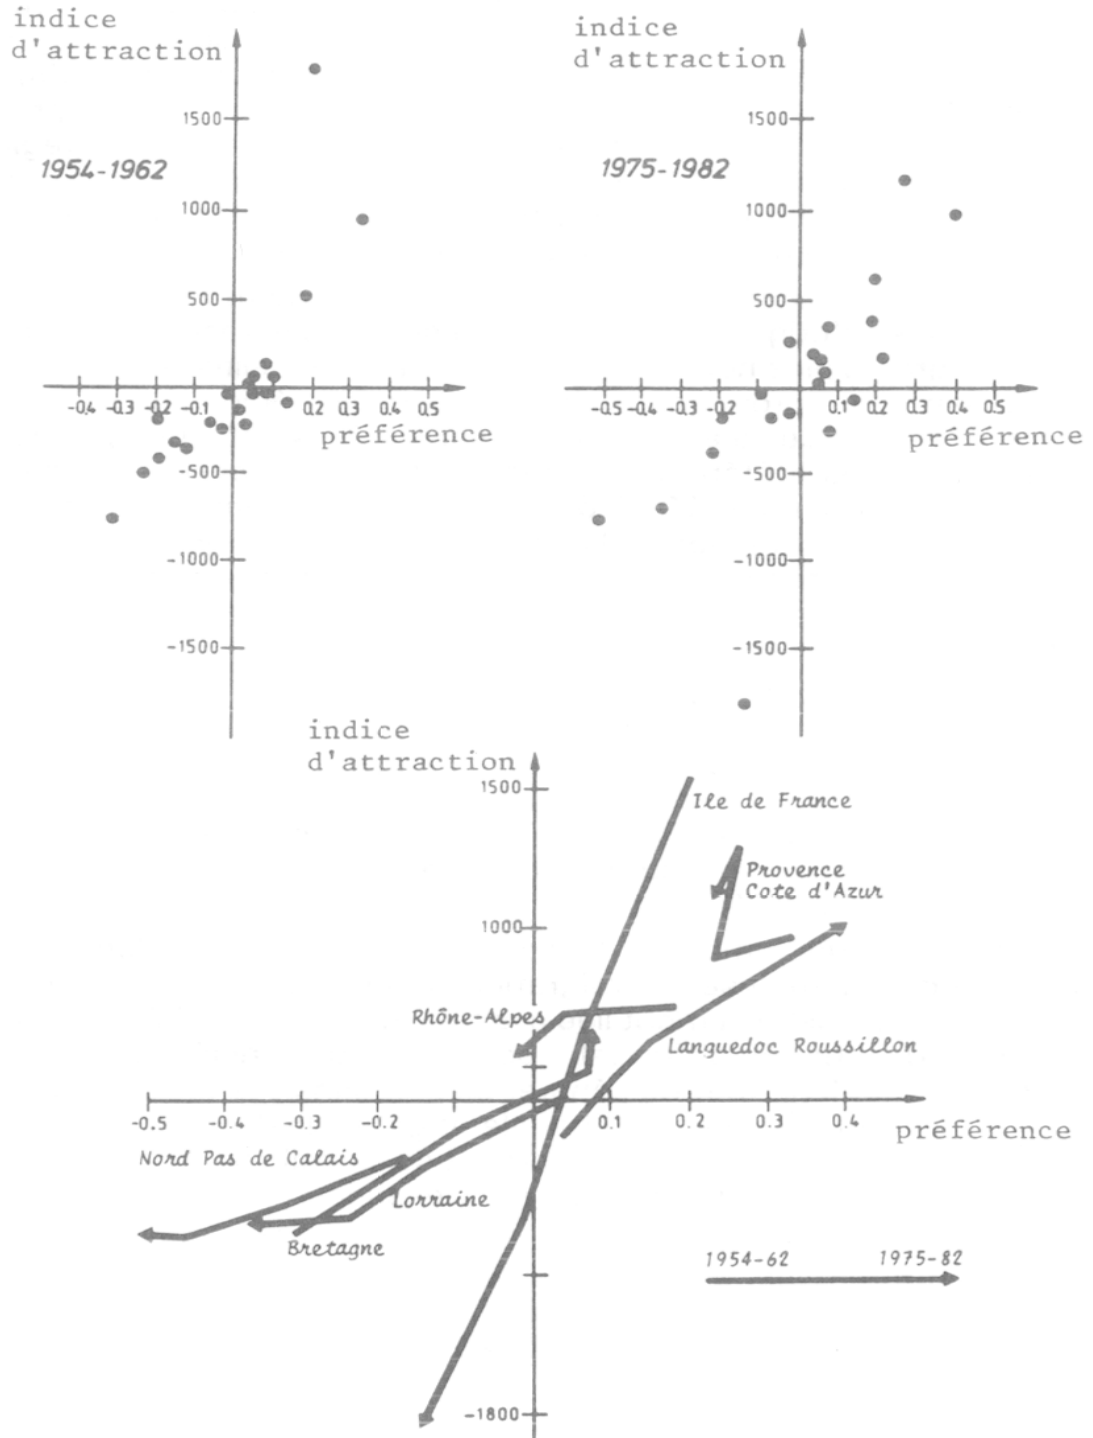 indice
d'attraction
1500
1954-1962
1000
500
-0.4 -0.3 -0.2 -0.1 0.2 0.3 0.4 0.5
préférence
-500
-1000
-1500
indice
d'attraction
1500
1975-1982
1000
500
-0.5 -0.4 -0.3 -0.2 0.1 0.2 0.3 0.4 0.5
préférence
-500
-1000
-1500
indice
d'attraction
1500
Ile de France
Provence
Cote d'Azur
1000
Rhône-Alpes
Languedoc Roussillon
-0.5 -0.4 -0.3 -0.2 0.1 0.2 0.3 0.4
préférence
Nord Pas de Calais
Lorraine
Bretagne
1954-62 1975-82
-1800